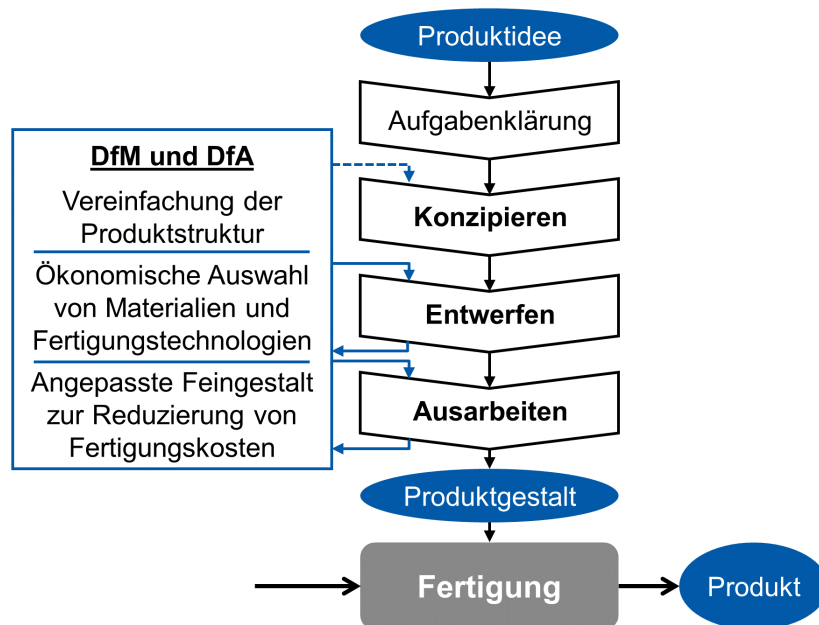 Produktidee
Aufgabenklärung
DfM und DfA
Vereinfachung der
Produktstruktur
Konzipieren
Ökonomische Auswahl
von Materialien und
Fertigungstechnologien
Entwerfen
Angepasste Feingestalt
zur Reduzierung von
Fertigungskosten
Ausarbeiten
Produktgestalt
Fertigung
Produkt